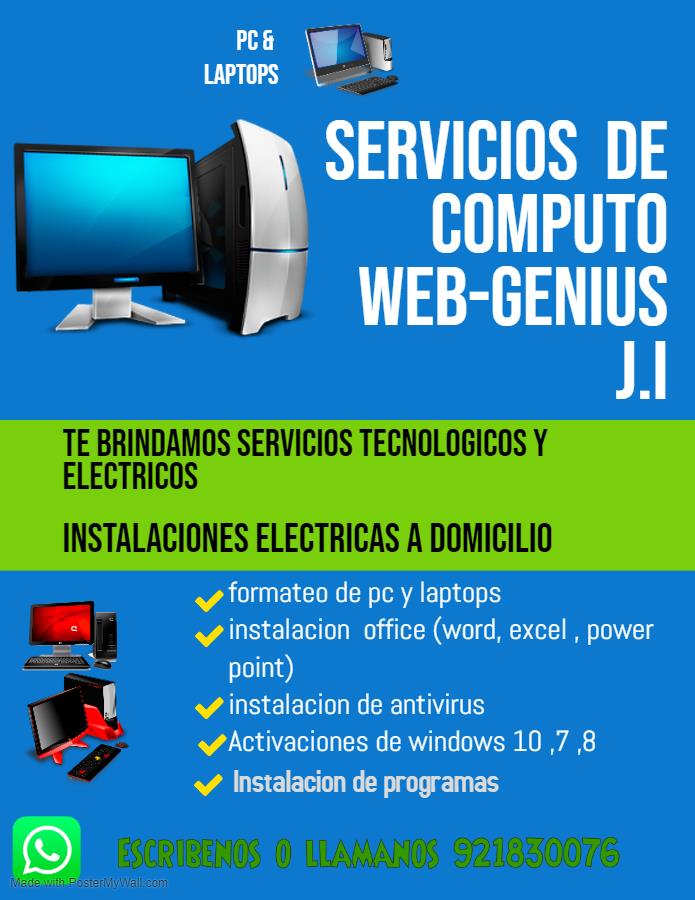 PC &
LAPTOPS
SERVICIOS DE
COMPUTO
WEB-GENIUS
J.I
TE BRINDAMOS SERVICIOS TECNOLOGICOS Y
ELECTRICOS
INSTALACIONES ELECTRICAS A DOMICILIO
formateo de pc y laptops
instalacion office (word, excel , power
point)
instalacion de antivirus
Activaciones de windows 10 ,7 ,8
Instalacion de programas
ESCRIBENOS O LLAMANOS 921830076
Made with PosterMyWall.com